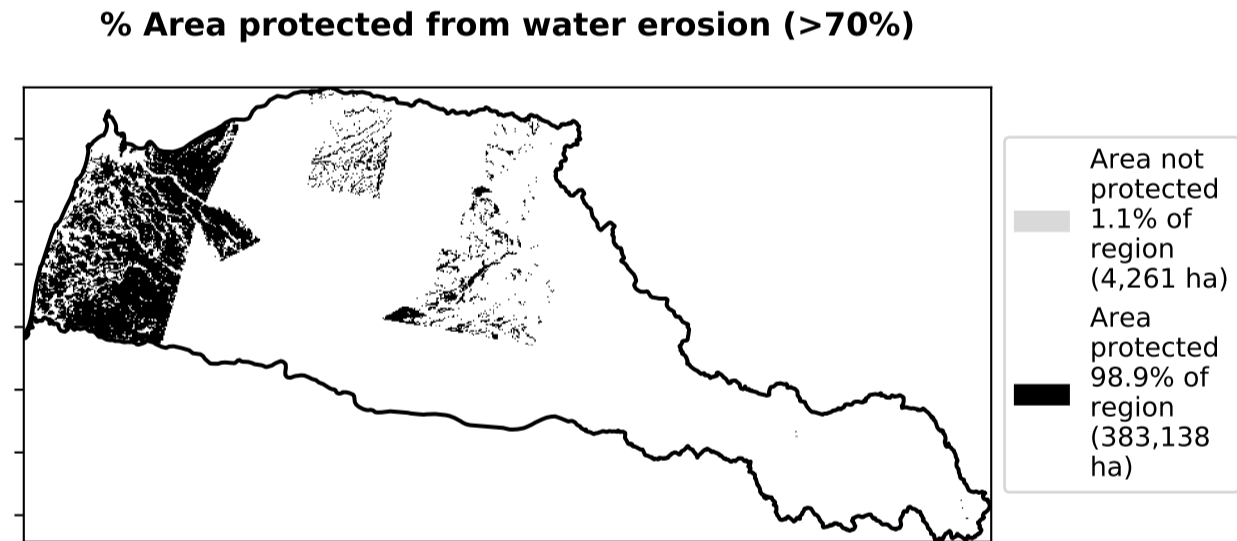 % Area protected from water erosion (>70%)
Area not
protected
1.1% of
region
(4,261 ha)
Area
protected
98.9% of
region
(383,138
ha)